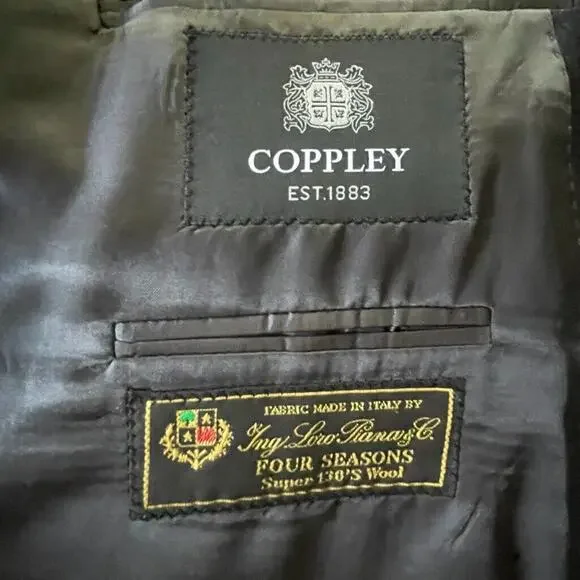 COPPLEY
EST.1883
FABRIC MADE IN ITALY BY
Ing. Loro Piana & C.
FOUR SEASONS
Super 130'S Wool